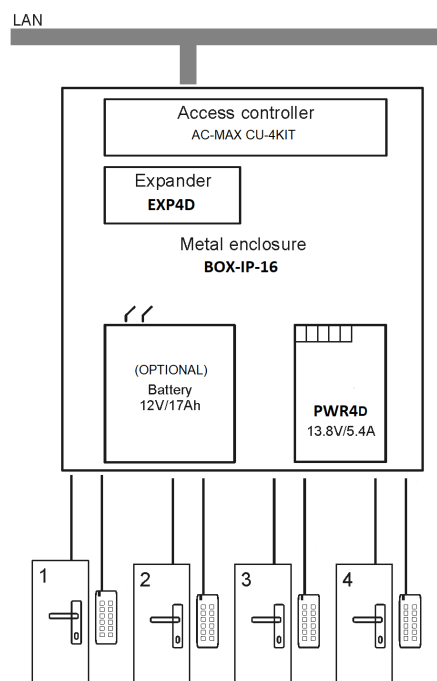 LAN
Access controller
AC-MAX CU-4KIT
Expander
EXP4D
Metal enclosure
BOX-IP-16
(OPTIONAL)
Battery
12V/17Ah
PWR4D
13.8V/5.4A
1
2
3
4